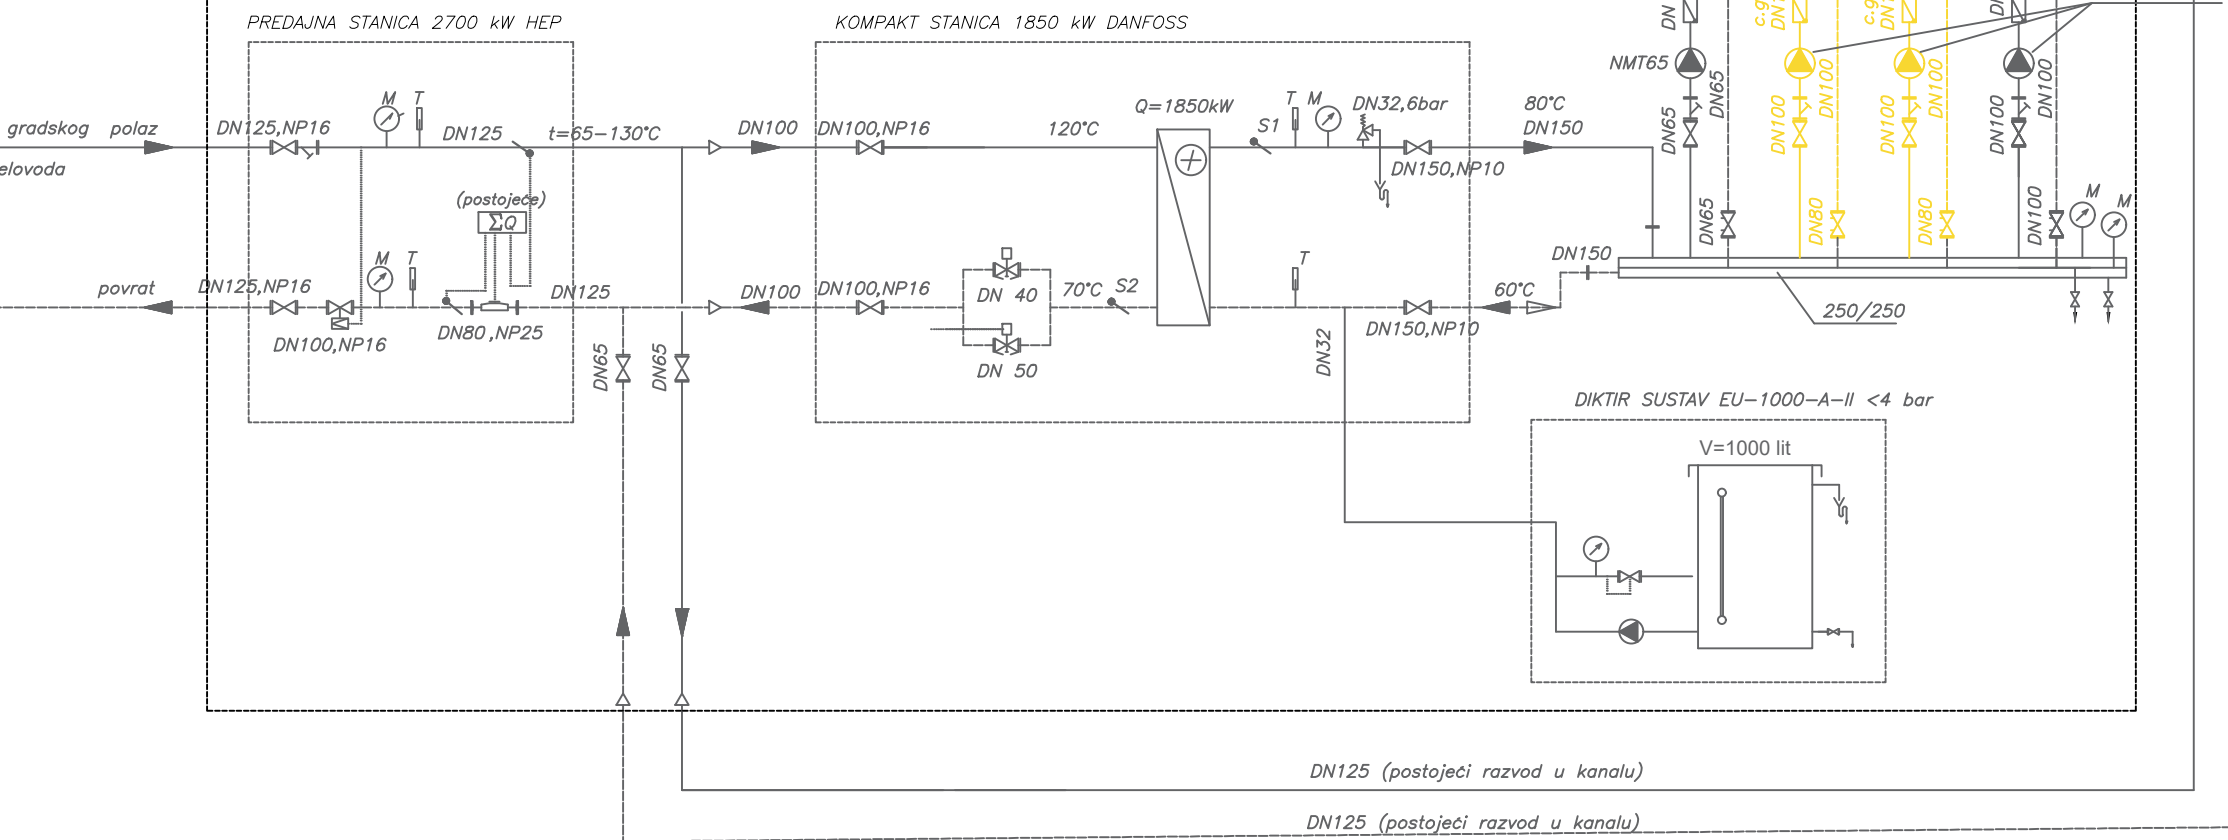 PREDAJNA STANICA 2700 kW HEP
KOMPAKT STANICA 1850 kW DANFOSS
DN
DN65
NMT65
DN100
DN100
DN100
DN65
DN100
DN100
DN100
gradskog polaz
elovoda
DN125,NP16
M
T
DN125
t=65-130°C
DN100
DN100,NP16
120°C
Q=1850kW
S1
T
M
DN32,6bar
80°C
DN150
DN150,NP10
(postojeće)
ΣQ
DN65
DN80
DN80
DN100
M
M
povrat
DN125,NP16
M
T
DN125
DN100
DN100,NP16
DN 40
70°C
S2
T
60°C
DN150
250/250
DN100,NP16
DN80,NP25
DN 50
DN150,NP10
DN65
DN65
DN32
DIKTIR SUSTAV EU-1000-A-II <4 bar
V=1000 lit
DN125 (postojeći razvod u kanalu)
DN125 (postojeći razvod u kanalu)